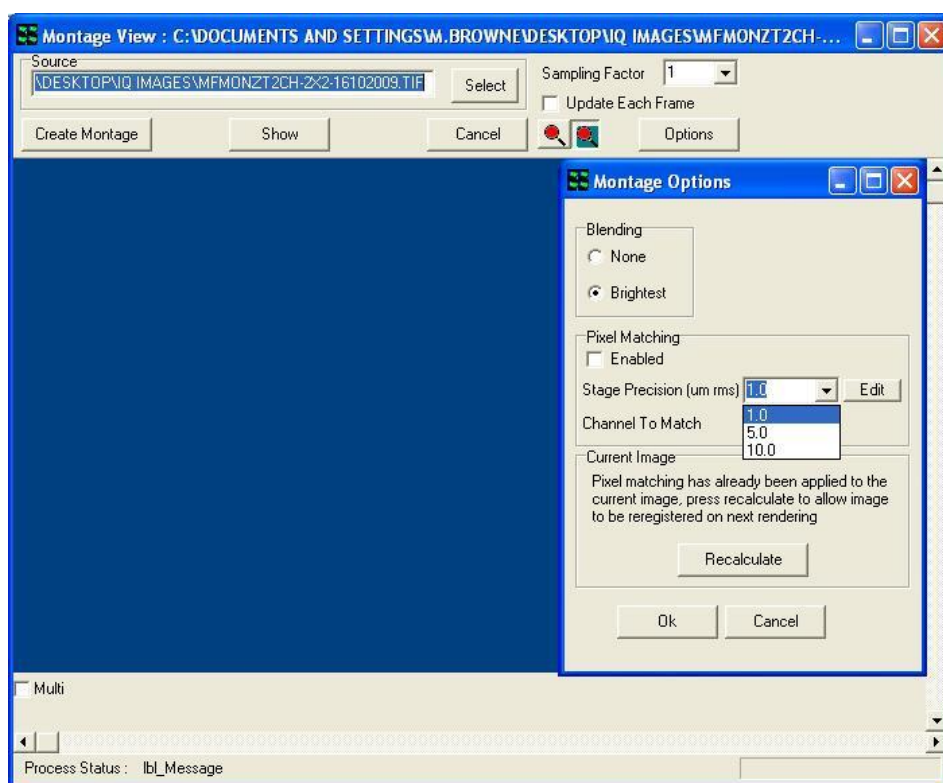 Montage View : C:\DOCUMENTS AND SETTINGS\M.BROWNE\DESKTOP\IQ IMAGES\MFMONZT2CH-...
Source
\DESKTOP\IQ IMAGES\MFMONZT2CH-2X2-16102009.TIF
Select
Sampling Factor 1
Update Each Frame
Create Montage
Show
Cancel
Options
Montage Options
Blending
None
Brightest
Pixel Matching
Enabled
Stage Precision (um rms) 1.0 Edit
1.0
Channel To Match
5.0
10.0
Current Image
Pixel matching has already been applied to the
current image, press recalculate to allow image
to be reregistered on next rendering
Recalculate
Ok
Cancel
Multi
Process Status : lbl_Message